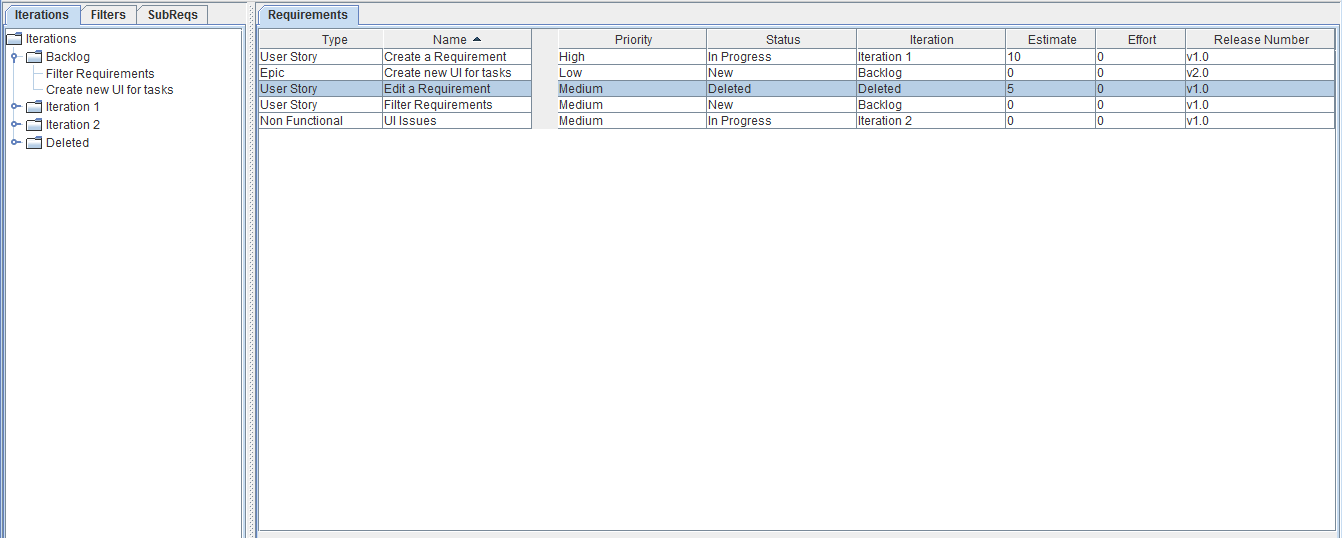 Iterations Filters SubReqs
Iterations
Backlog
Filter Requirements
Create new UI for tasks
Iteration 1
Iteration 2
Deleted
Requirements
Type Name Priority Status Iteration Estimate Effort Release Number
User Story Create a Requirement High In Progress Iteration 1 10 0 v1.0
Epic Create new UI for tasks Low New Backlog 0 0 v2.0
User Story Edit a Requirement Medium Deleted Deleted 5 0 v1.0
User Story Filter Requirements Medium New Backlog 0 0 v1.0
Non Functional UI Issues Medium In Progress Iteration 2 0 0 v1.0